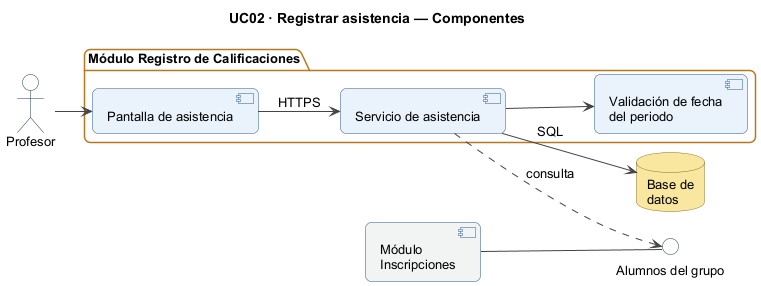 UC02 · Registrar asistencia — Componentes
Módulo Registro de Calificaciones
Profesor
Pantalla de asistencia
HTTPS
Servicio de asistencia
Validación de fecha
del periodo
SQL
Base de
datos
consulta
Módulo
Inscripciones
Alumnos del grupo